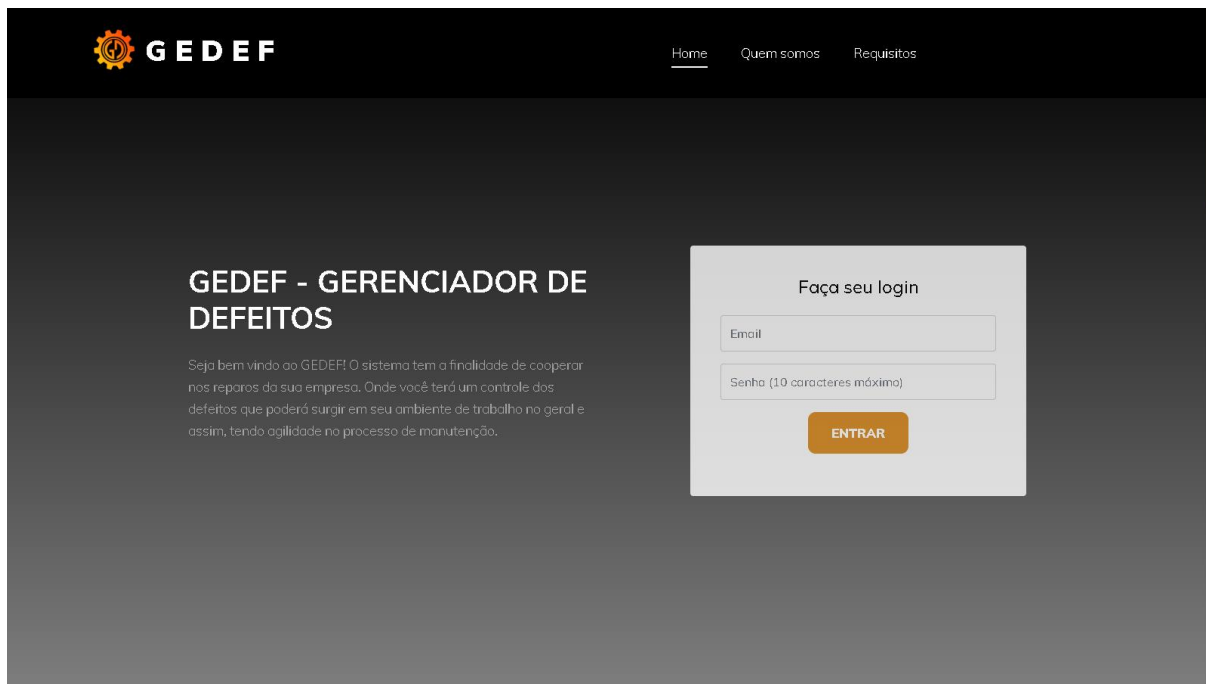 GEDEF
Home
Quem somos
Requisitos
GEDEF - GERENCIADOR DE
DEFEITOS
Seja bem vindo ao GEDEF! O sistema tem a finalidade de cooperar
nos reparos da sua empresa. Onde você terá um controle dos
defeitos que poderá surgir em seu ambiente de trabalho no geral e
assim, tendo agilidade no processo de manutenção.
Faça seu login
Email
Senha (10 caracteres máximo)
ENTRAR